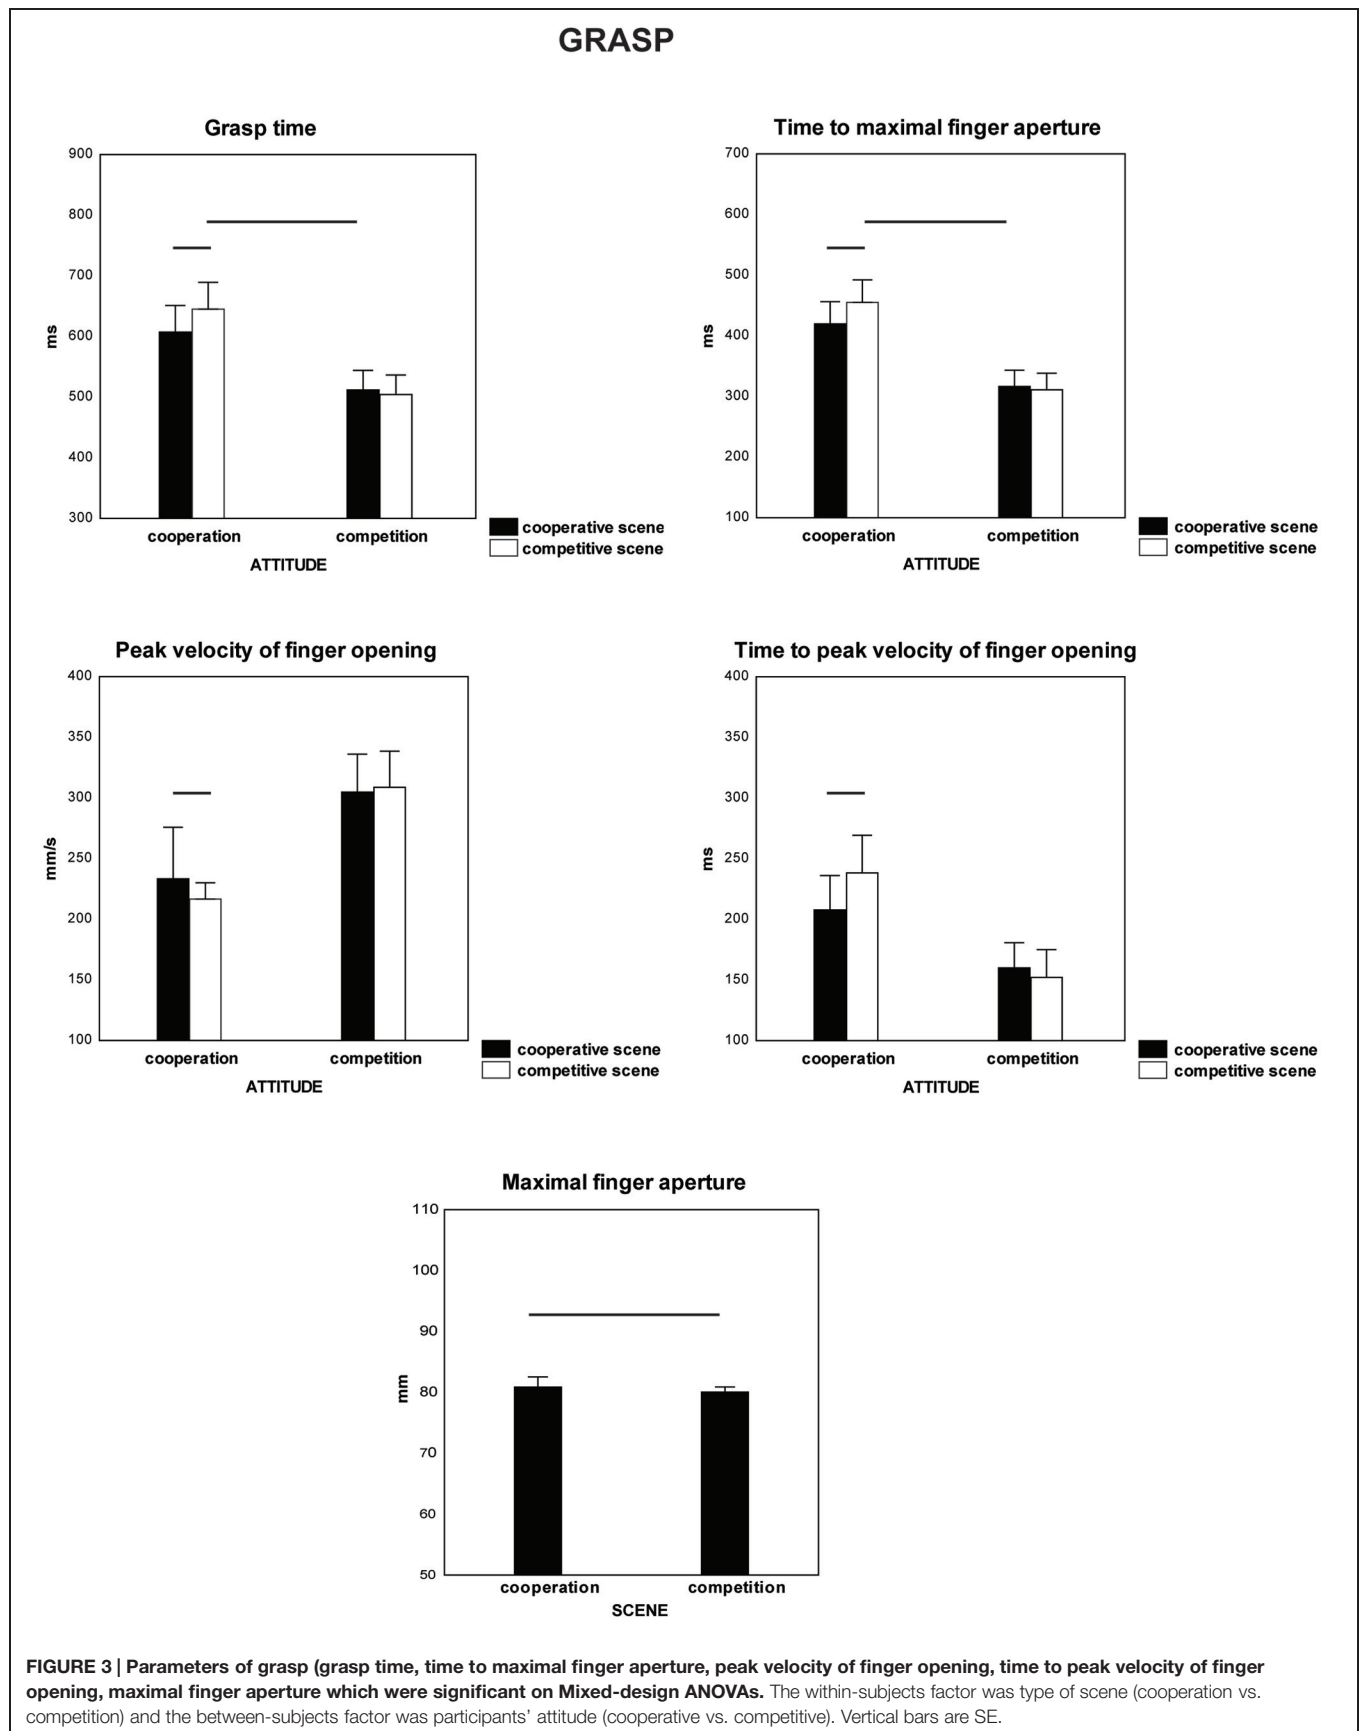 GRASP
Grasp time
900
800
700
600
500
400
300
ms
cooperation
competition
ATTITUDE
cooperative scene
competitive scene
Time to maximal finger aperture
700
600
500
400
300
200
100
ms
cooperation
competition
ATTITUDE
cooperative scene
competitive scene
Peak velocity of finger opening
400
350
300
250
200
150
100
mm/s
cooperation
competition
ATTITUDE
cooperative scene
competitive scene
Time to peak velocity of finger opening
400
350
300
250
200
150
100
ms
cooperation
competition
ATTITUDE
cooperative scene
competitive scene
Maximal finger aperture
110
100
90
80
70
60
50
mm
cooperation
competition
SCENE
FIGURE 3 | Parameters of grasp (grasp time, time to maximal finger aperture, peak velocity of finger opening, time to peak velocity of finger
opening, maximal finger aperture which were significant on Mixed-design ANOVAs. The within-subjects factor was type of scene (cooperation vs.
competition) and the between-subjects factor was participants' attitude (cooperative vs. competitive). Vertical bars are SE.